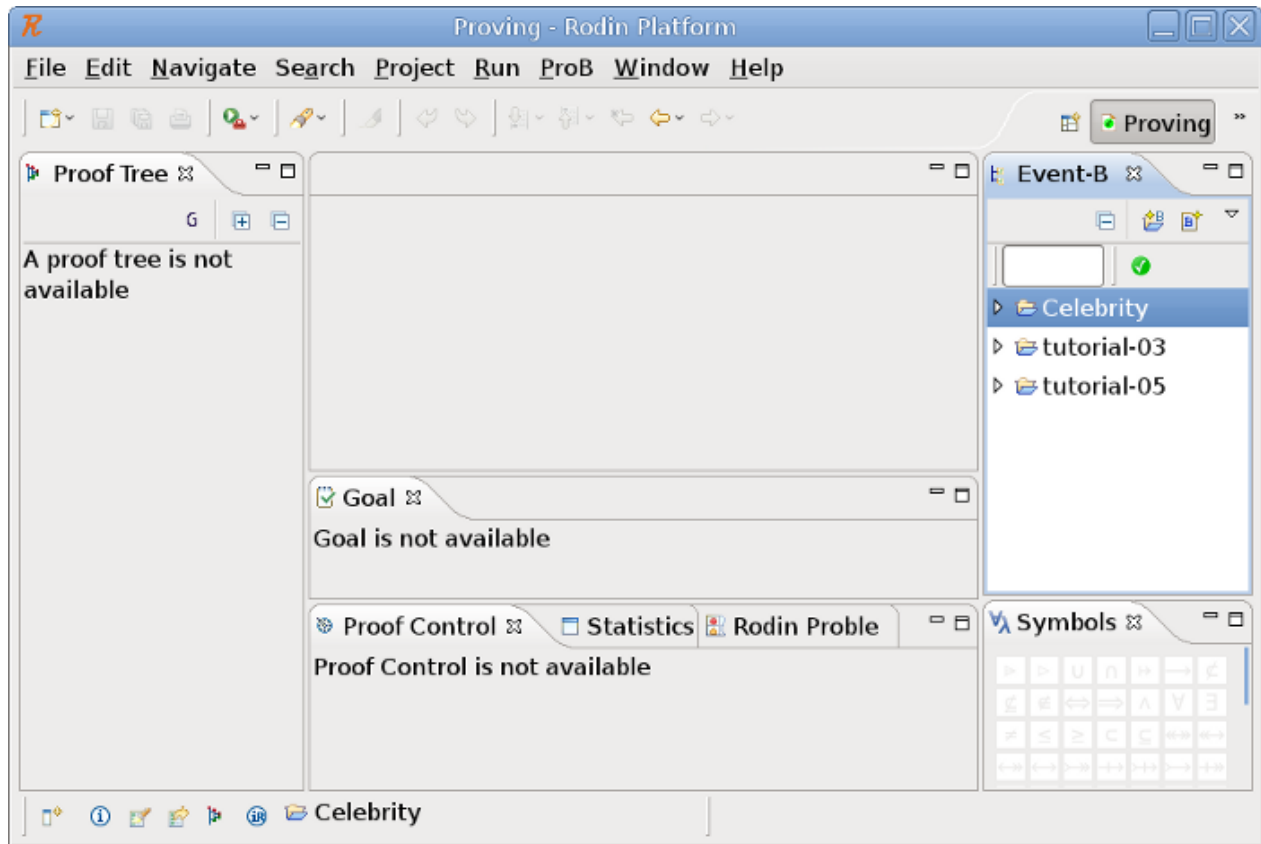 Proving - Rodin Platform
File Edit Navigate Search Project Run ProB Window Help
Proving »
Proof Tree
G
A proof tree is not
available
Goal
Goal is not available
Proof Control Statistics Rodin Proble
Proof Control is not available
Event-B
Celebrity
tutorial-03
tutorial-05
Symbols
∪ ∩ ⊄
⇔ ⇒ ∧ ∀ ∃
≠ ≤ ≥ ⊂ ⊆
Celebrity